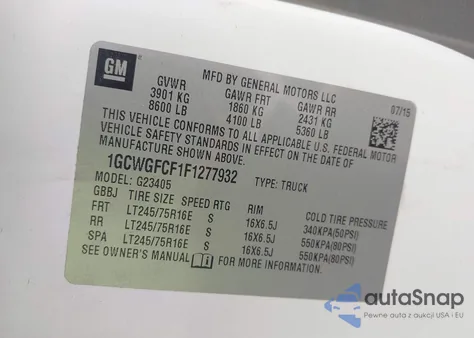 GM
MFD BY GENERAL MOTORS LLC
07/15
GVWR GAWR FRT GAWR RR
3901 KG 1860 KG 2431 KG
8600 LB 4100 LB 5360 LB
THIS VEHICLE CONFORMS TO ALL APPLICABLE U.S. FEDERAL MOTOR
VEHICLE SAFETY STANDARDS IN EFFECT ON THE DATE OF
MANUFACTURE SHOWN ABOVE.
1GCWGFCF1F1277932 TYPE: TRUCK
MODEL: G23405
GBBJ TIRE SIZE SPEED RTG RIM COLD TIRE PRESSURE
FRT LT245/75R16E S 16X6.5J 340KPA(50PSI)
RR LT245/75R16E S 16X6.5J 550KPA(80PSI)
SPA LT245/75R16E S 16X6.5J 550KPA(80PSI)
SEE OWNER'S MANUAL FOR MORE INFORMATION.
autaSnap
Pewne auta z aukcji USA i EU